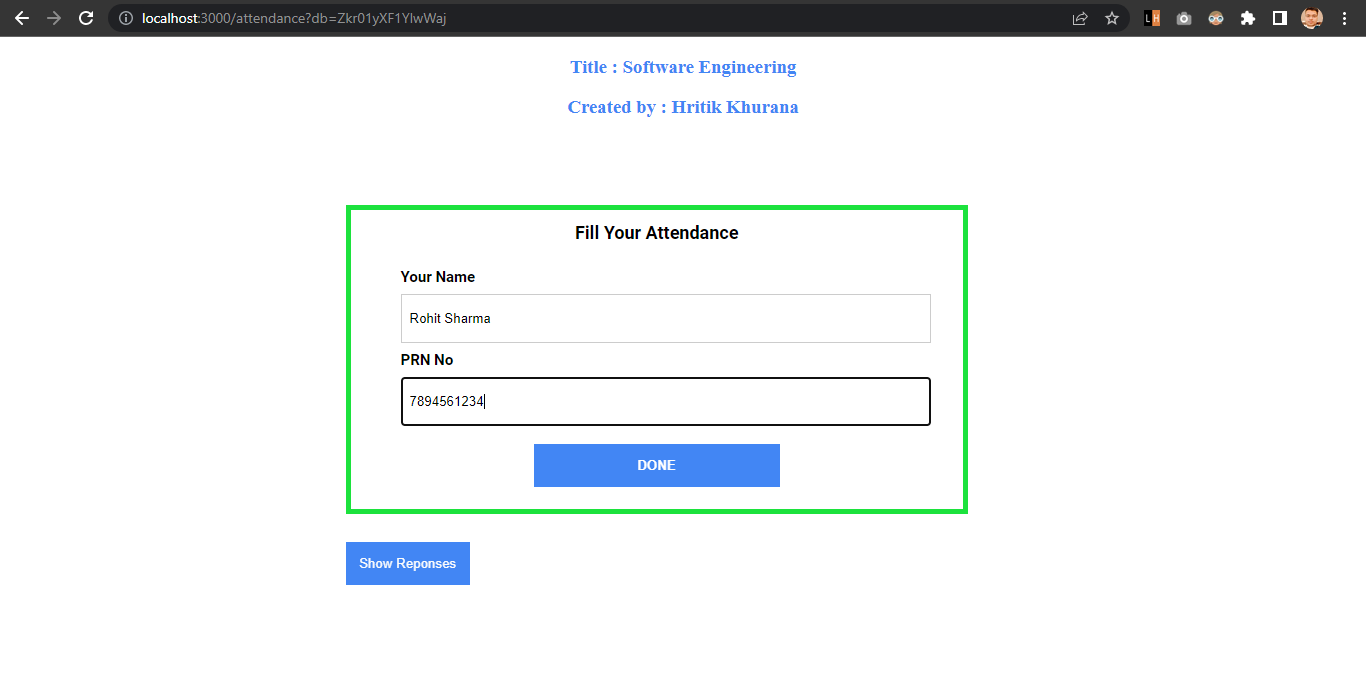 localhost:3000/attendance?db=Zkr01yXF1YlwWaj
LH
Title : Software Engineering
Created by : Hritik Khurana
Fill Your Attendance
Your Name
Rohit Sharma
PRN No
7894561234
DONE
Show Reponses